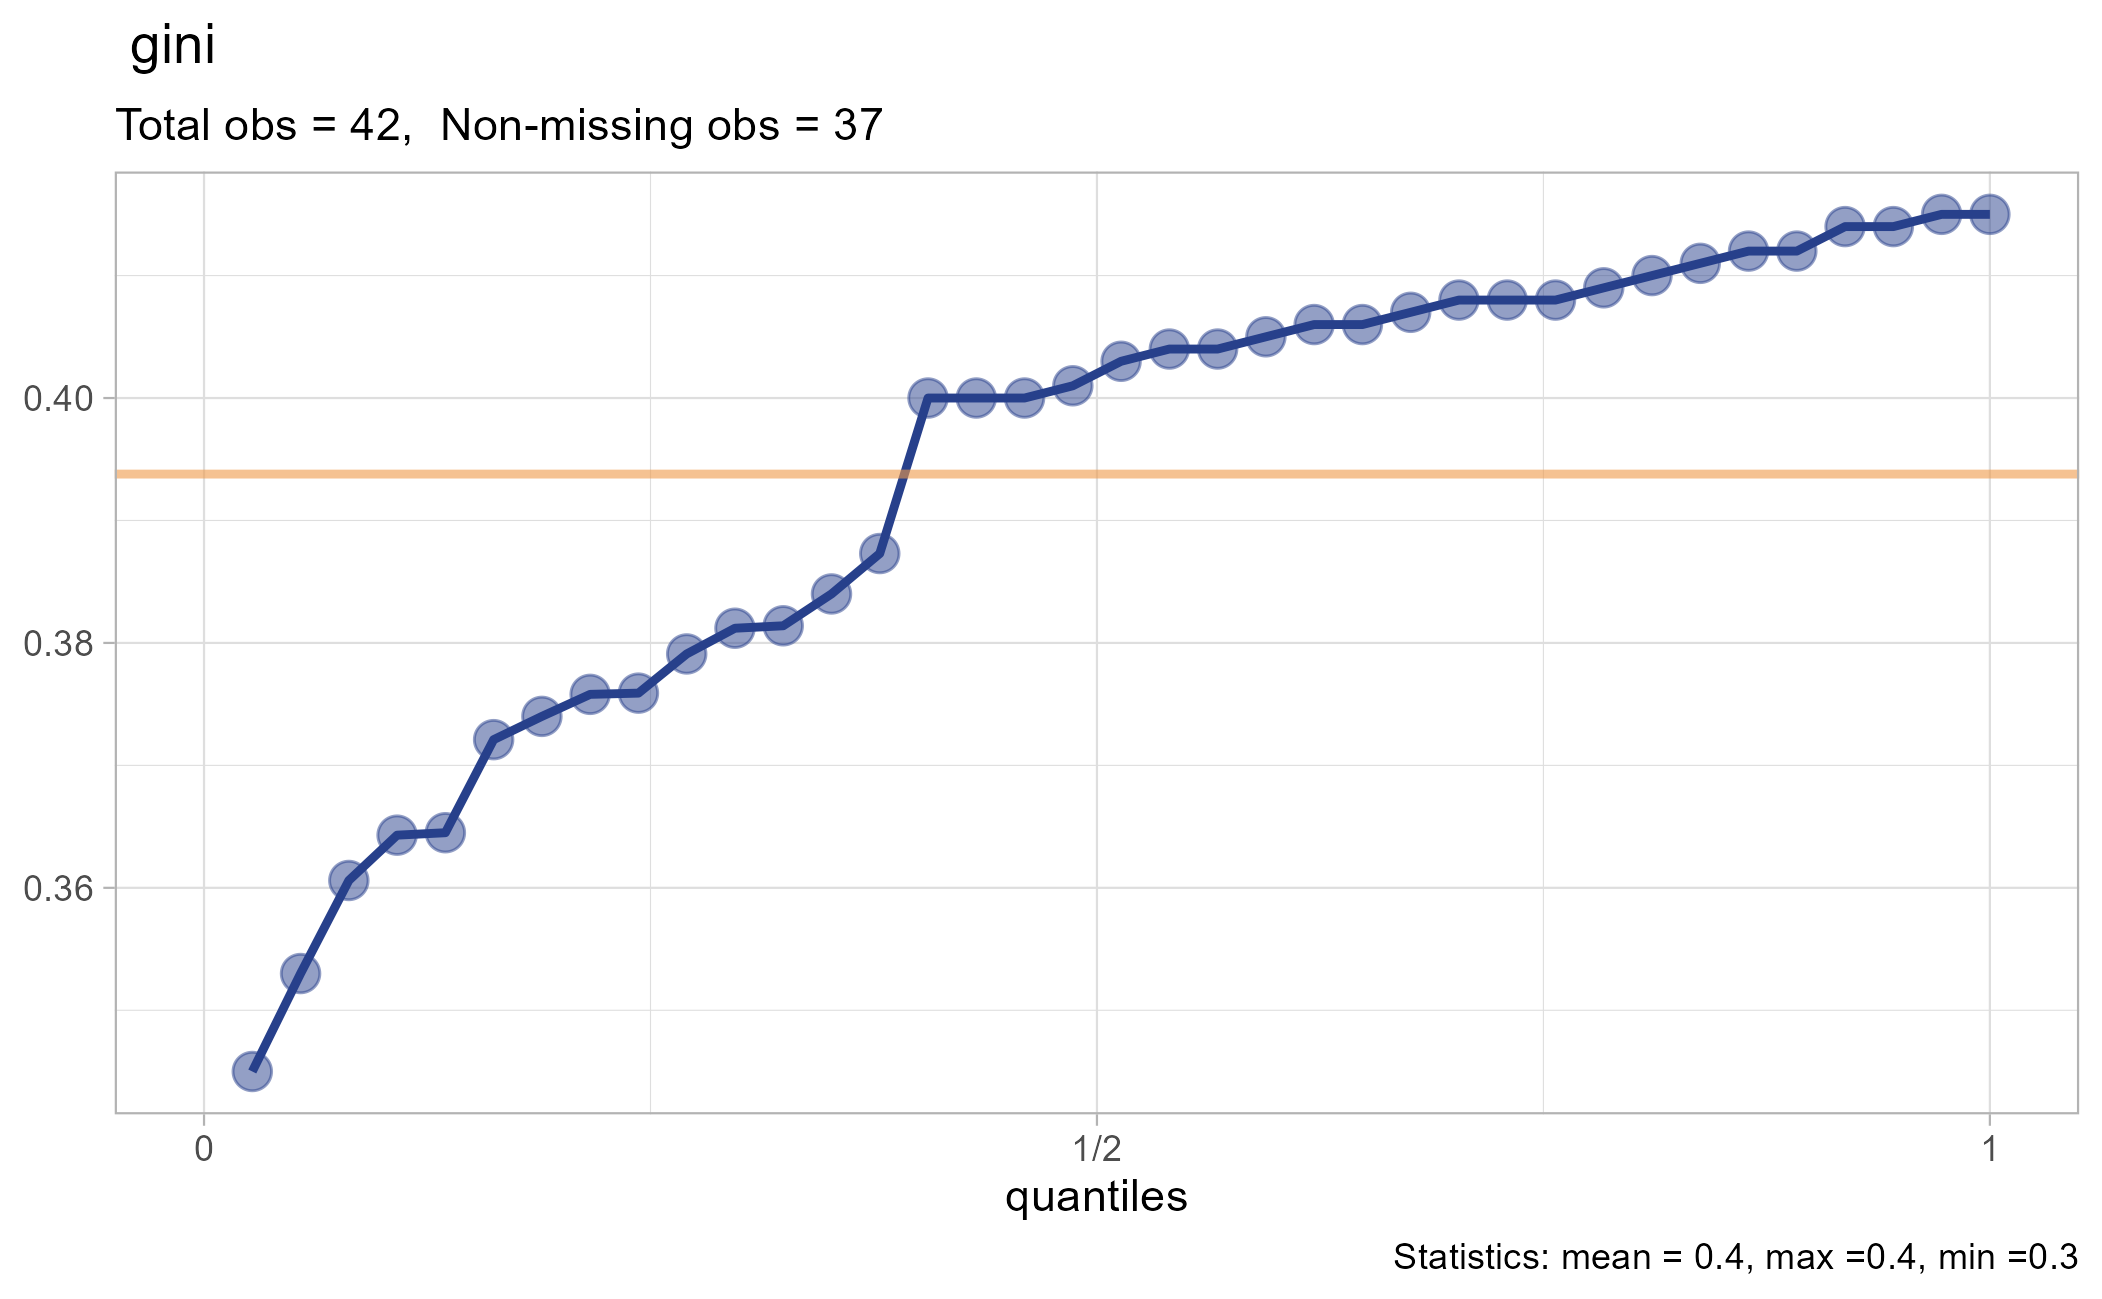 gini
Total obs = 42,  Non-missing obs = 37
0.40
0.38
0.36
0
1/2
1
quantiles
Statistics: mean = 0.4, max =0.4, min =0.3